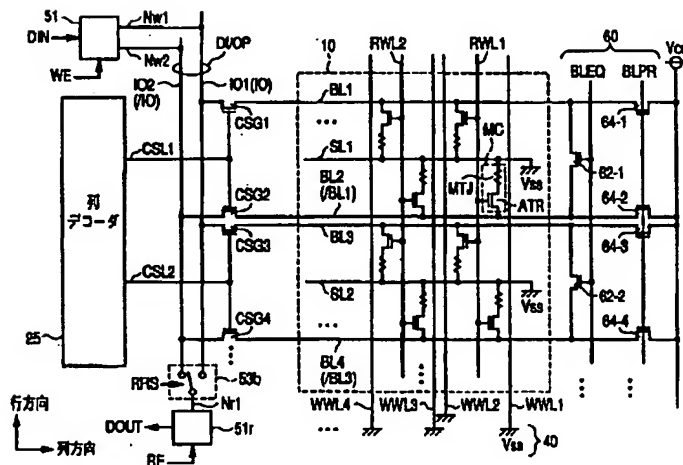 51
Nw1
DIN
Nw2
DI/OP
WE
IO2
(/IO)
IO1(IO)
10
RWL2
RWL1
60
BLEQ
BLPR
CSG1
BL1
64-1
...
MC
CSL1
SL1
MTJ
Vss
62-1
CSG2
BL2
(/BL1)
64-2
ATR
列
デコーダ
CSG3
BL3
64-3
CSL2
SL2
Vss
62-2
25
CSG4
...
64-4
BL4
(/BL3)
RRS
53b
Nr1
WWL4
WWL3
WWL2
WWL1
...
Vss
40
行方向
列方向
DOUT
51r